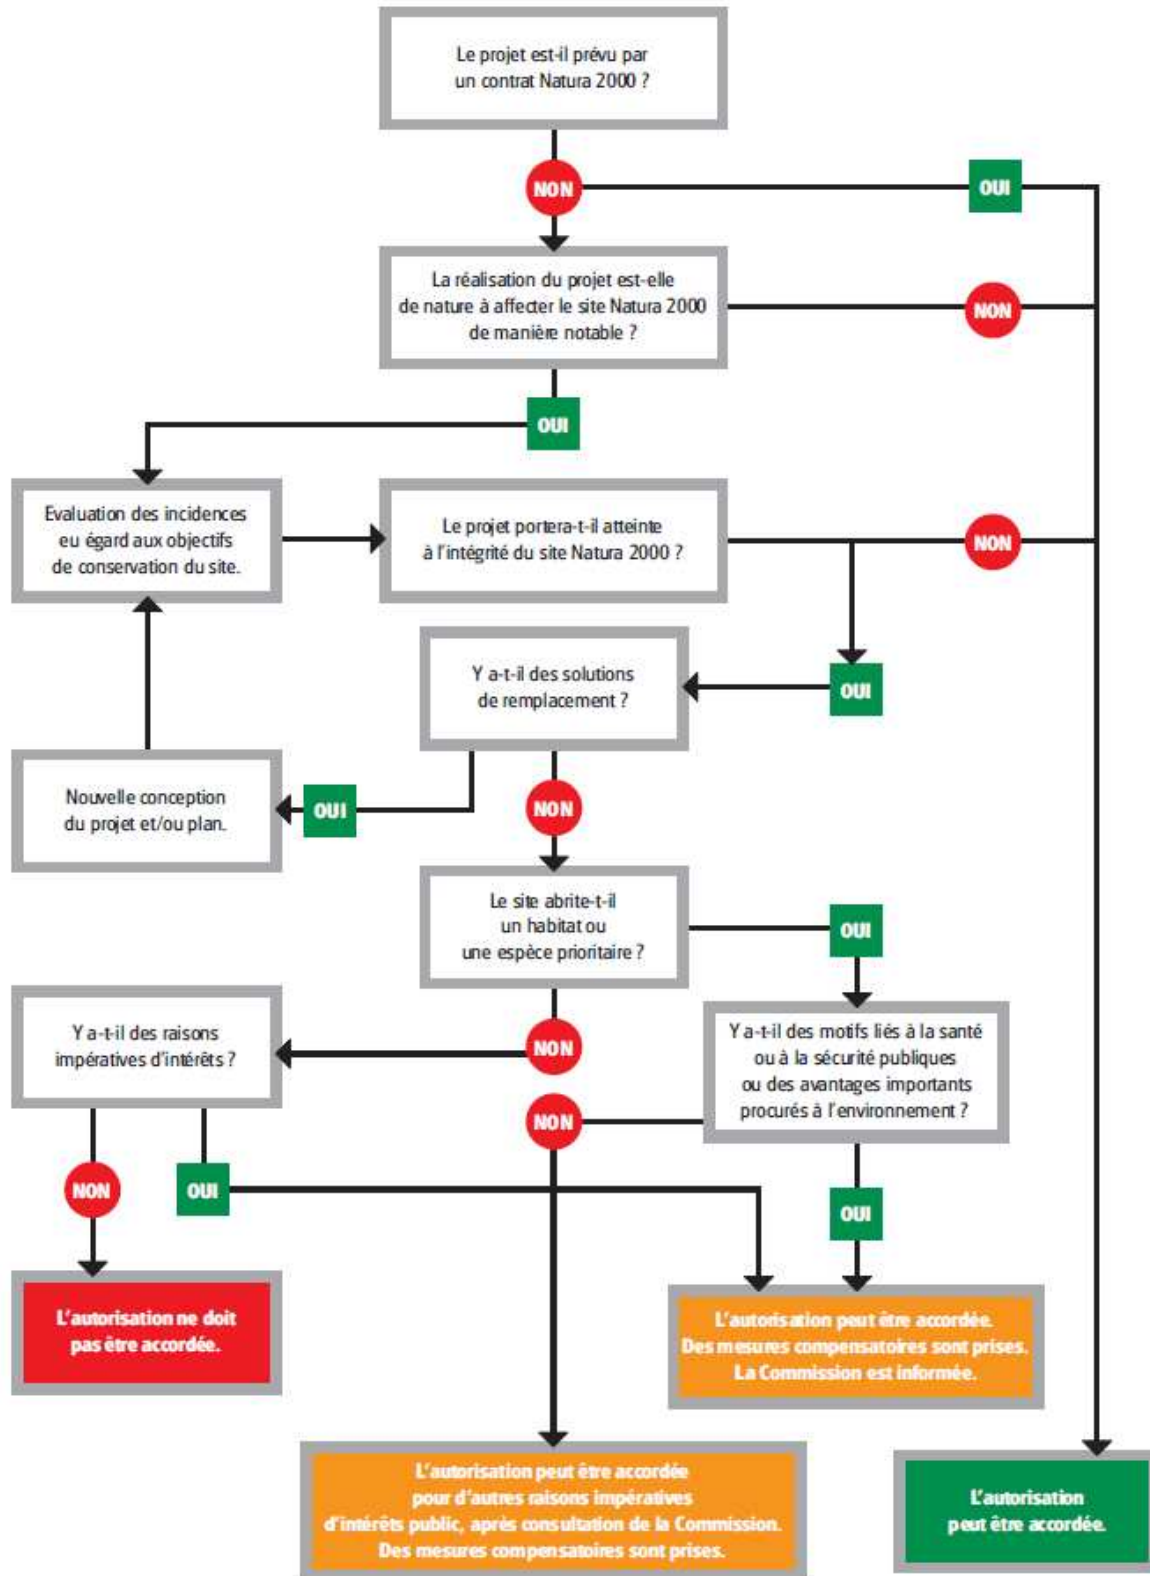 Le projet est-il prévu par
un contrat Natura 2000 ?
NON
OUI
La réalisation du projet est-elle
de nature à affecter le site Natura 2000
de manière notable ?
NON
OUI
Evaluation des incidences
eu égard aux objectifs
de conservation du site.
Le projet portera-t-il atteinte
à l'intégrité du site Natura 2000 ?
NON
OUI
Y a-t-il des solutions
de remplacement ?
Nouvelle conception
du projet et/ou plan.
OUI
NON
Le site abrite-t-il
un habitat ou
une espèce prioritaire ?
OUI
Y a-t-il des raisons
impératives d'intérêts ?
NON
Y a-t-il des motifs liés à la santé
ou à la sécurité publiques
ou des avantages importants
procurés à l'environnement ?
NON
NON
OUI
OUI
L'autorisation ne doit
pas être accordée.
L'autorisation peut être accordée.
Des mesures compensatoires sont prises.
La Commission est informée.
L'autorisation peut être accordée
pour d'autres raisons impératives
d'intérêts public, après consultation de la Commission.
Des mesures compensatoires sont prises.
L'autorisation
peut être accordée.